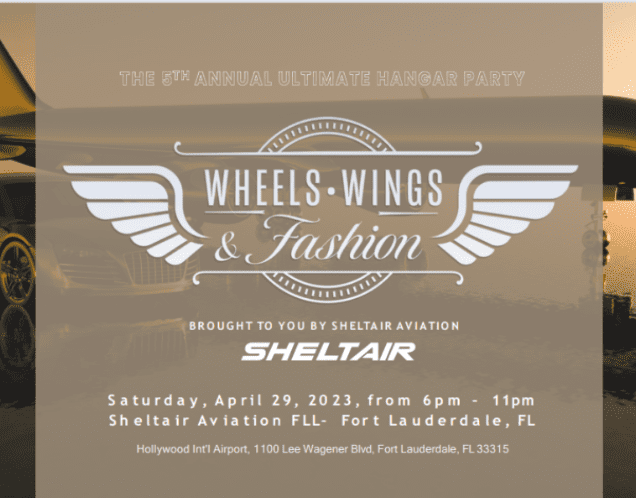 THE 5TH ANNUAL ULTIMATE HANGAR PARTY
WHEELS · WINGS
& Fashion
BROUGHT TO YOU BY SHELTAIR AVIATION
SHELTAIR
Saturday, April 29, 2023, from 6pm - 11pm
Sheltair Aviation FLL- Fort Lauderdale, FL
Hollywood Int'l Airport, 1100 Lee Wagener Blvd, Fort Lauderdale, FL 33315